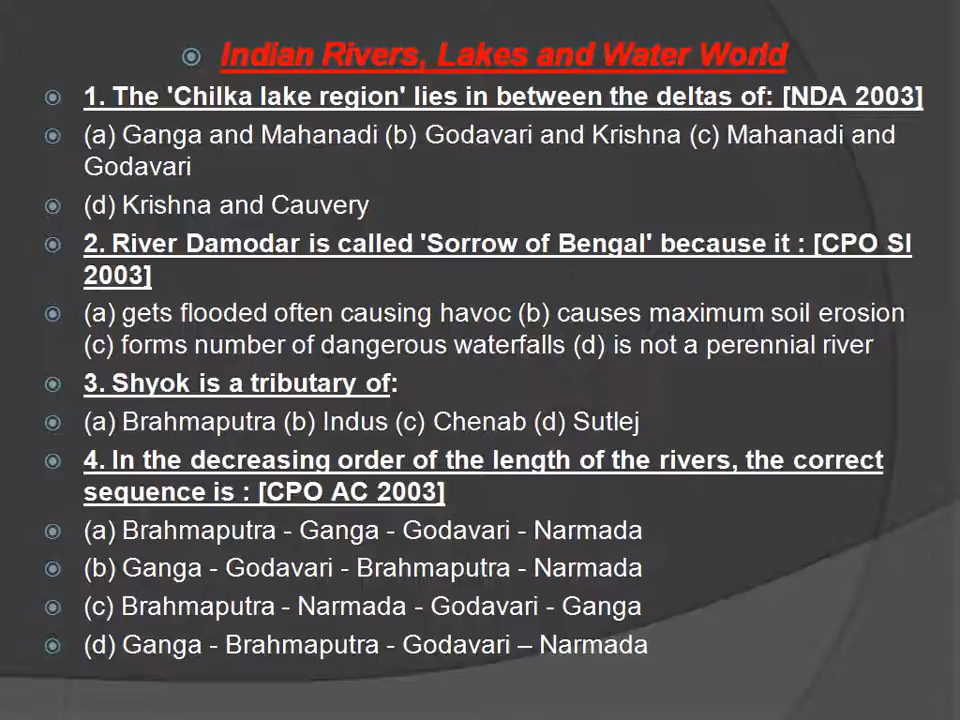 Indian Rivers, Lakes and Water World
1. The 'Chilka lake region' lies in between the deltas of: [NDA 2003]
(a) Ganga and Mahanadi (b) Godavari and Krishna (c) Mahanadi and
Godavari
(d) Krishna and Cauvery
2. River Damodar is called 'Sorrow of Bengal' because it : [CPO SI
2003]
(a) gets flooded often causing havoc (b) causes maximum soil erosion
(c) forms number of dangerous waterfalls (d) is not a perennial river
3. Shyok is a tributary of:
(a) Brahmaputra (b) Indus (c) Chenab (d) Sutlej
4. In the decreasing order of the length of the rivers, the correct
sequence is : [CPO AC 2003]
(a) Brahmaputra - Ganga - Godavari - Narmada
(b) Ganga - Godavari - Brahmaputra - Narmada
(c) Brahmaputra - Narmada - Godavari - Ganga
(d) Ganga - Brahmaputra - Godavari – Narmada